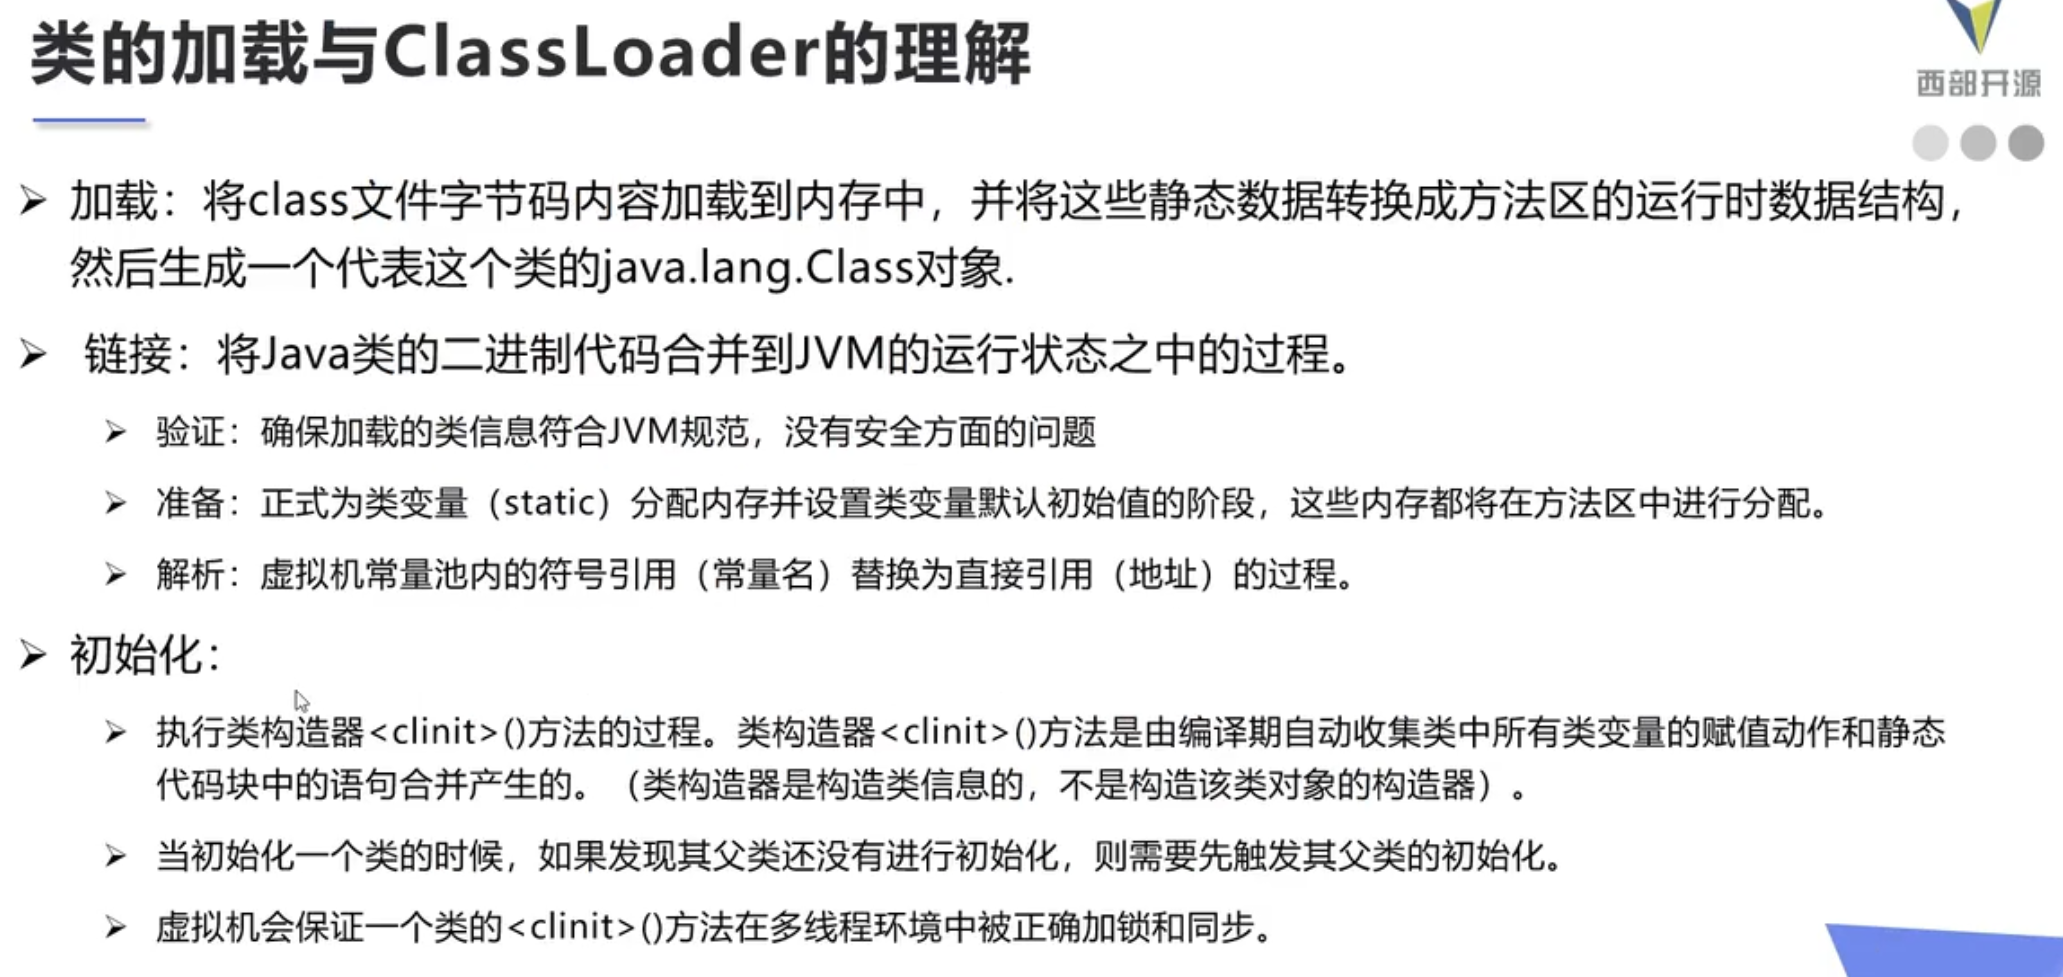 类的加载与ClassLoader的理解
西部开源
加载：将class文件字节码内容加载到内存中，并将这些静态数据转换成方法区的运行时数据结构，
然后生成一个代表这个类的java.lang.Class对象.
链接：将Java类的二进制代码合并到JVM的运行状态之中的过程。
验证：确保加载的类信息符合JVM规范，没有安全方面的问题
准备：正式为类变量（static）分配内存并设置类变量默认初始值的阶段，这些内存都将在方法区中进行分配。
解析：虚拟机常量池内的符号引用（常量名）替换为直接引用（地址）的过程。
初始化：
执行类构造器<clinit>()方法的过程。类构造器<clinit>()方法是由编译期自动收集类中所有类变量的赋值动作和静态
代码块中的语句合并产生的。（类构造器是构造类信息的，不是构造该类对象的构造器）。
当初始化一个类的时候，如果发现其父类还没有进行初始化，则需要先触发其父类的初始化。
虚拟机会保证一个类的<clinit>()方法在多线程环境中被正确加锁和同步。